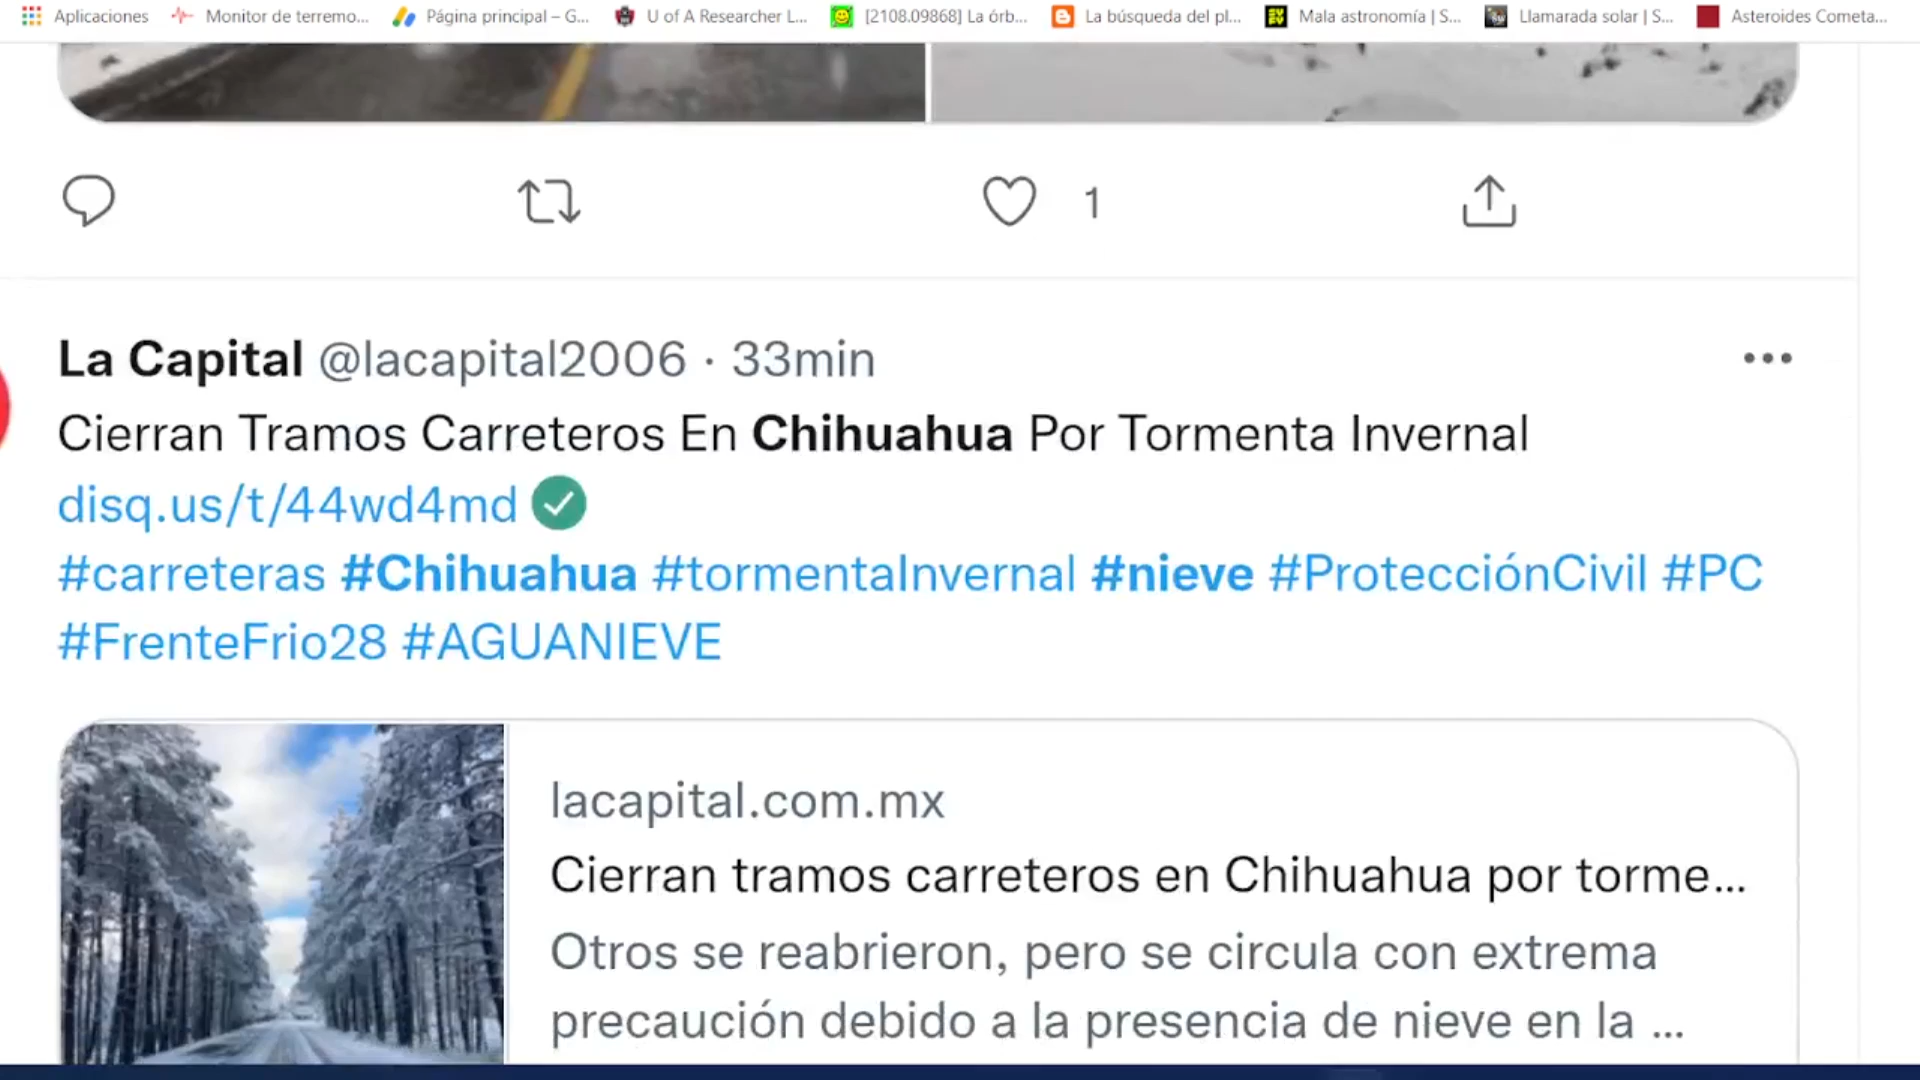 Aplicaciones Monitor de terremo... Página principal – G... U of A Researcher L... [2108.09868] La órb... La búsqueda del pl... Mala astronomía | S... Llamarada solar | S... Asteroides Cometa...
1
La Capital @lacapital2006 · 33min
Cierran Tramos Carreteros En Chihuahua Por Tormenta Invernal
disq.us/t/44wd4md
#carreteras #Chihuahua #tormentaInvernal #nieve #ProtecciónCivil #PC
#FrenteFrio28 #AGUANIEVE
lacapital.com.mx
Cierran tramos carreteros en Chihuahua por torme...
Otros se reabrieron, pero se circula con extrema
precaución debido a la presencia de nieve en la ...